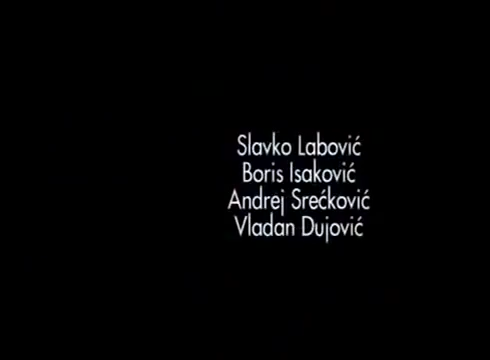 Slavko Labović
Boris Isaković
Andrej Srećković
Vladan Dujović